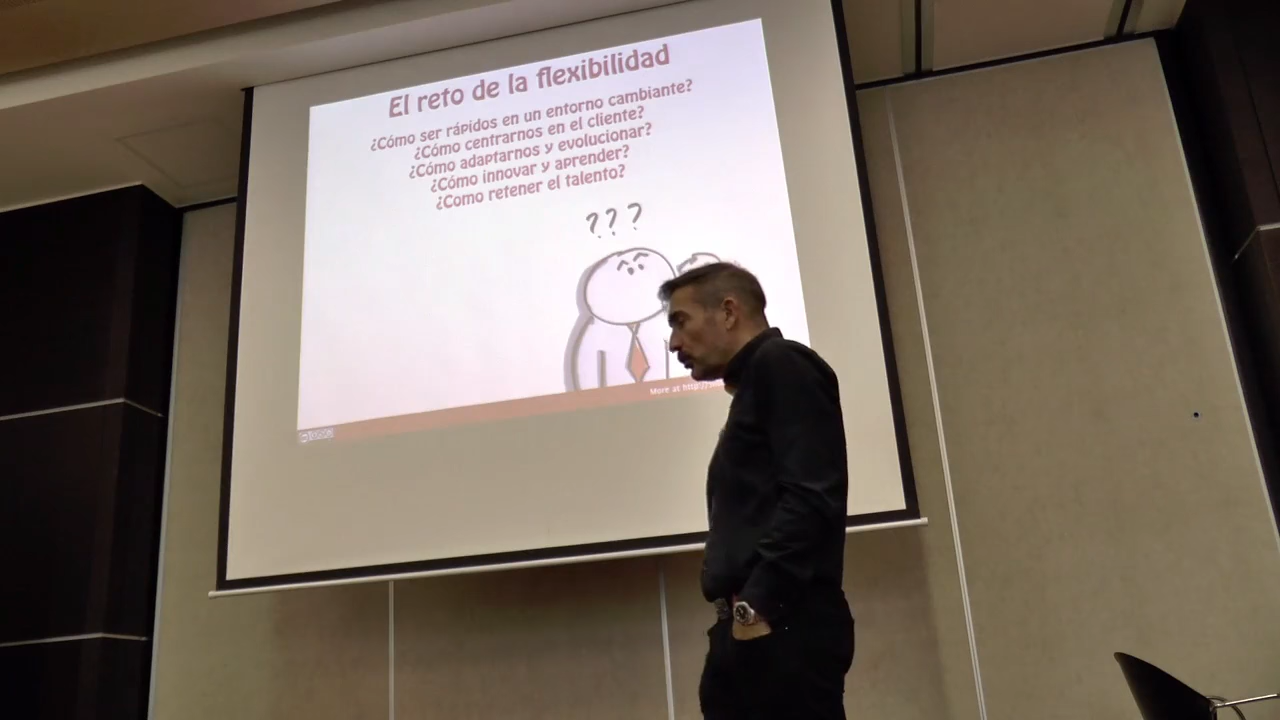 El reto de la flexibilidad
¿Cómo ser rápidos en un entorno cambiante?
¿Cómo centrarnos en el cliente?
¿Cómo adaptarnos y evolucionar?
¿Cómo innovar y aprender?
¿Como retener el talento?
???
More at http://